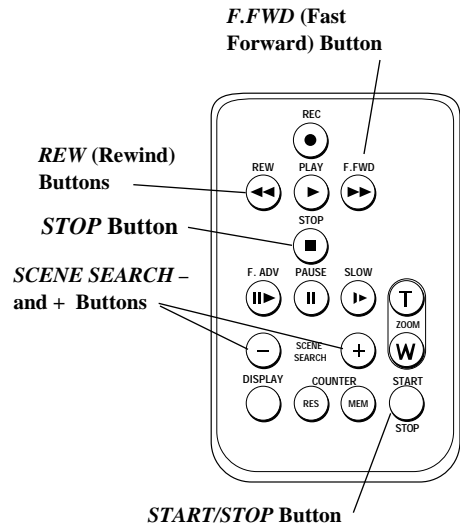 F.FWD (Fast
Forward) Button
REC
REW (Rewind)
Buttons
REW PLAY F.FWD
STOP Button
STOP
SCENE SEARCH –
and + Buttons
F. ADV PAUSE SLOW
T
ZOOM
W
– SCENE
SEARCH +
DISPLAY COUNTER START
RES MEM
STOP
START/STOP Button